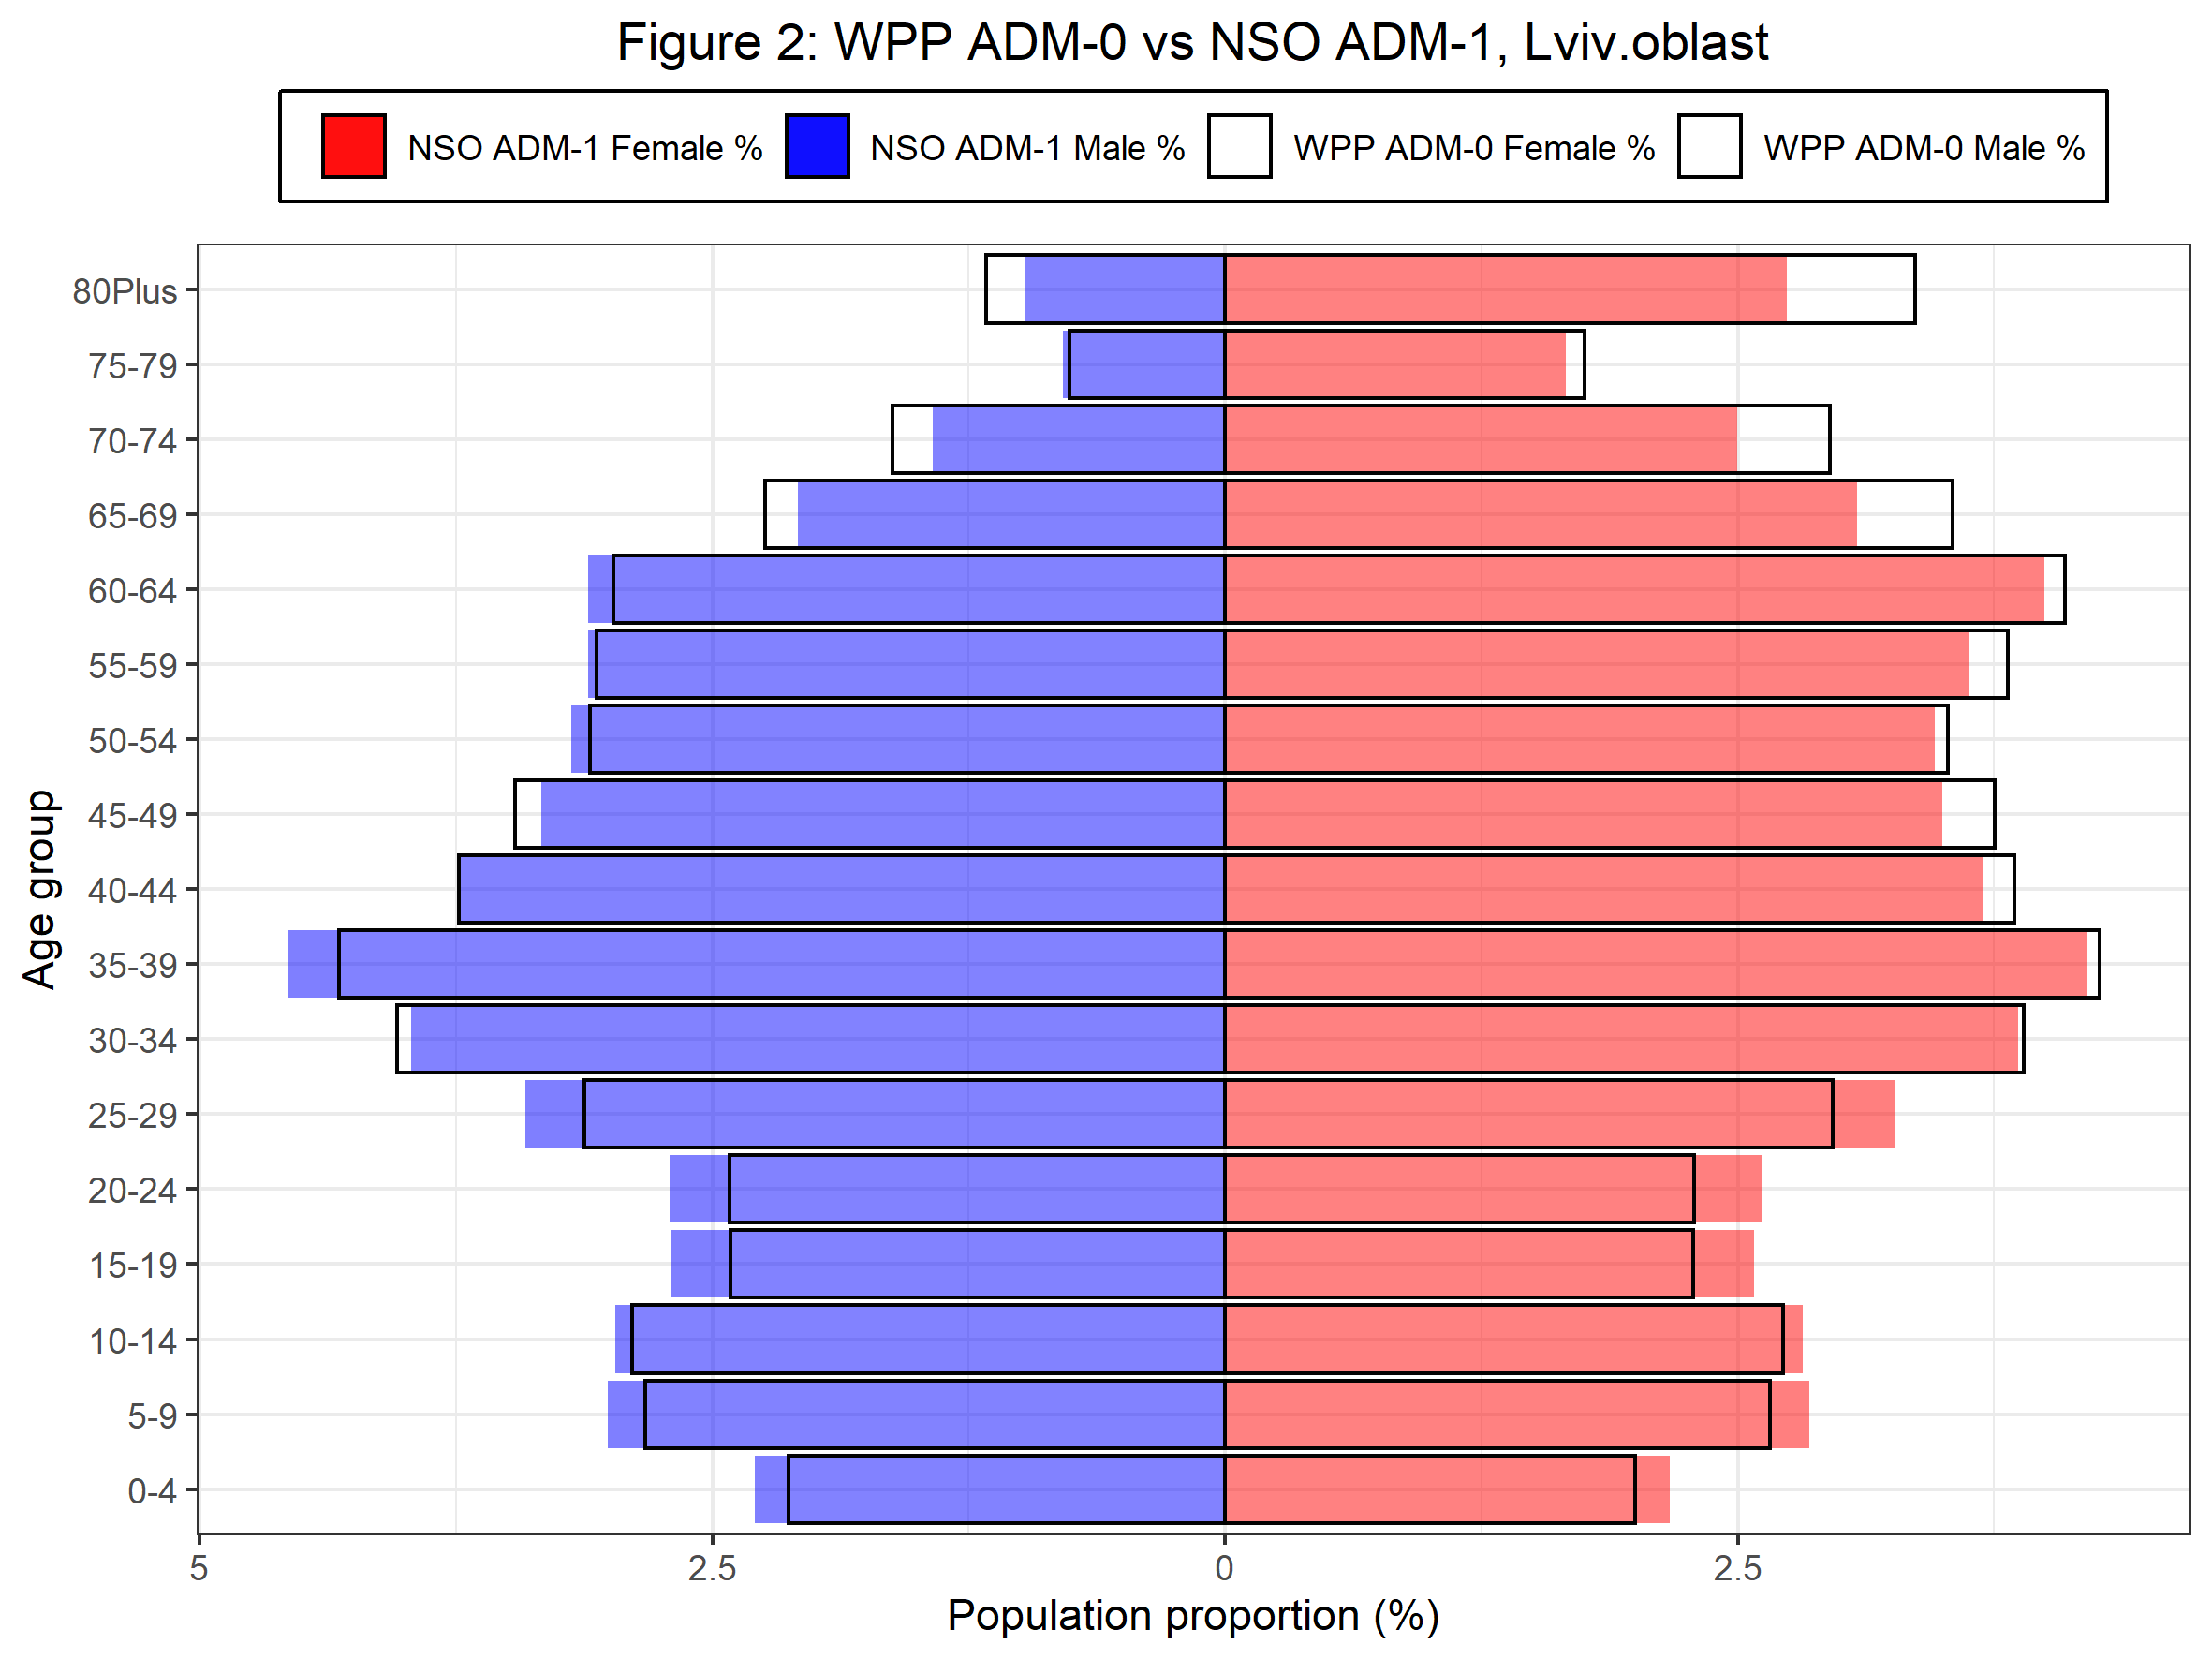 Figure 2: WPP ADM-0 vs NSO ADM-1, Lviv.oblast
NSO ADM-1 Female %
NSO ADM-1 Male %
WPP ADM-0 Female %
WPP ADM-0 Male %
Age group
80Plus
75-79
70-74
65-69
60-64
55-59
50-54
45-49
40-44
35-39
30-34
25-29
20-24
15-19
10-14
5-9
0-4
5
2.5
0
2.5
Population proportion (%)